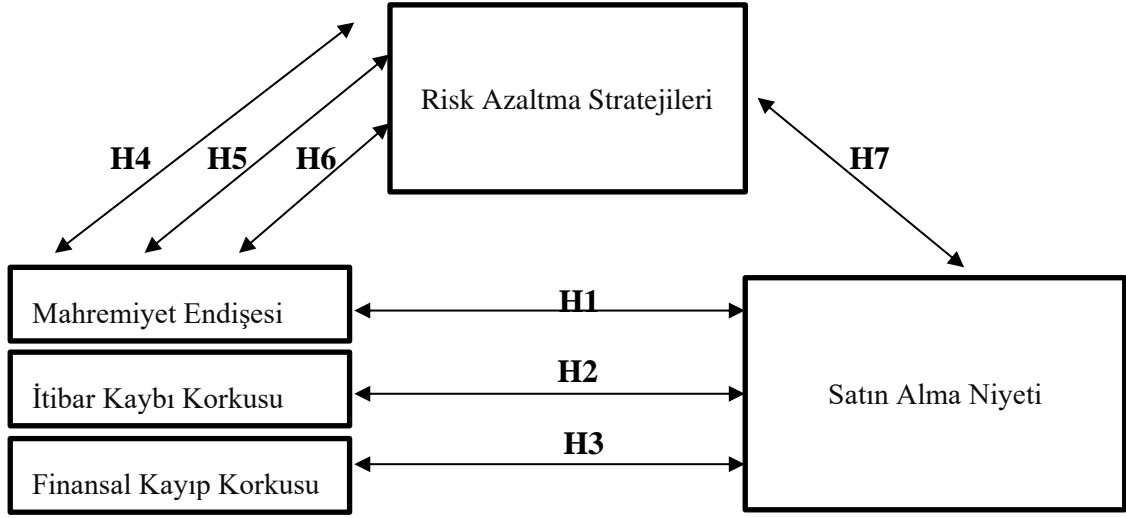 Risk Azaltma Stratejileri
H4
H5
H6
H7
Mahremiyet Endişesi
H1
İtibar Kaybı Korkusu
H2
Satın Alma Niyeti
H3
Finansal Kayıp Korkusu